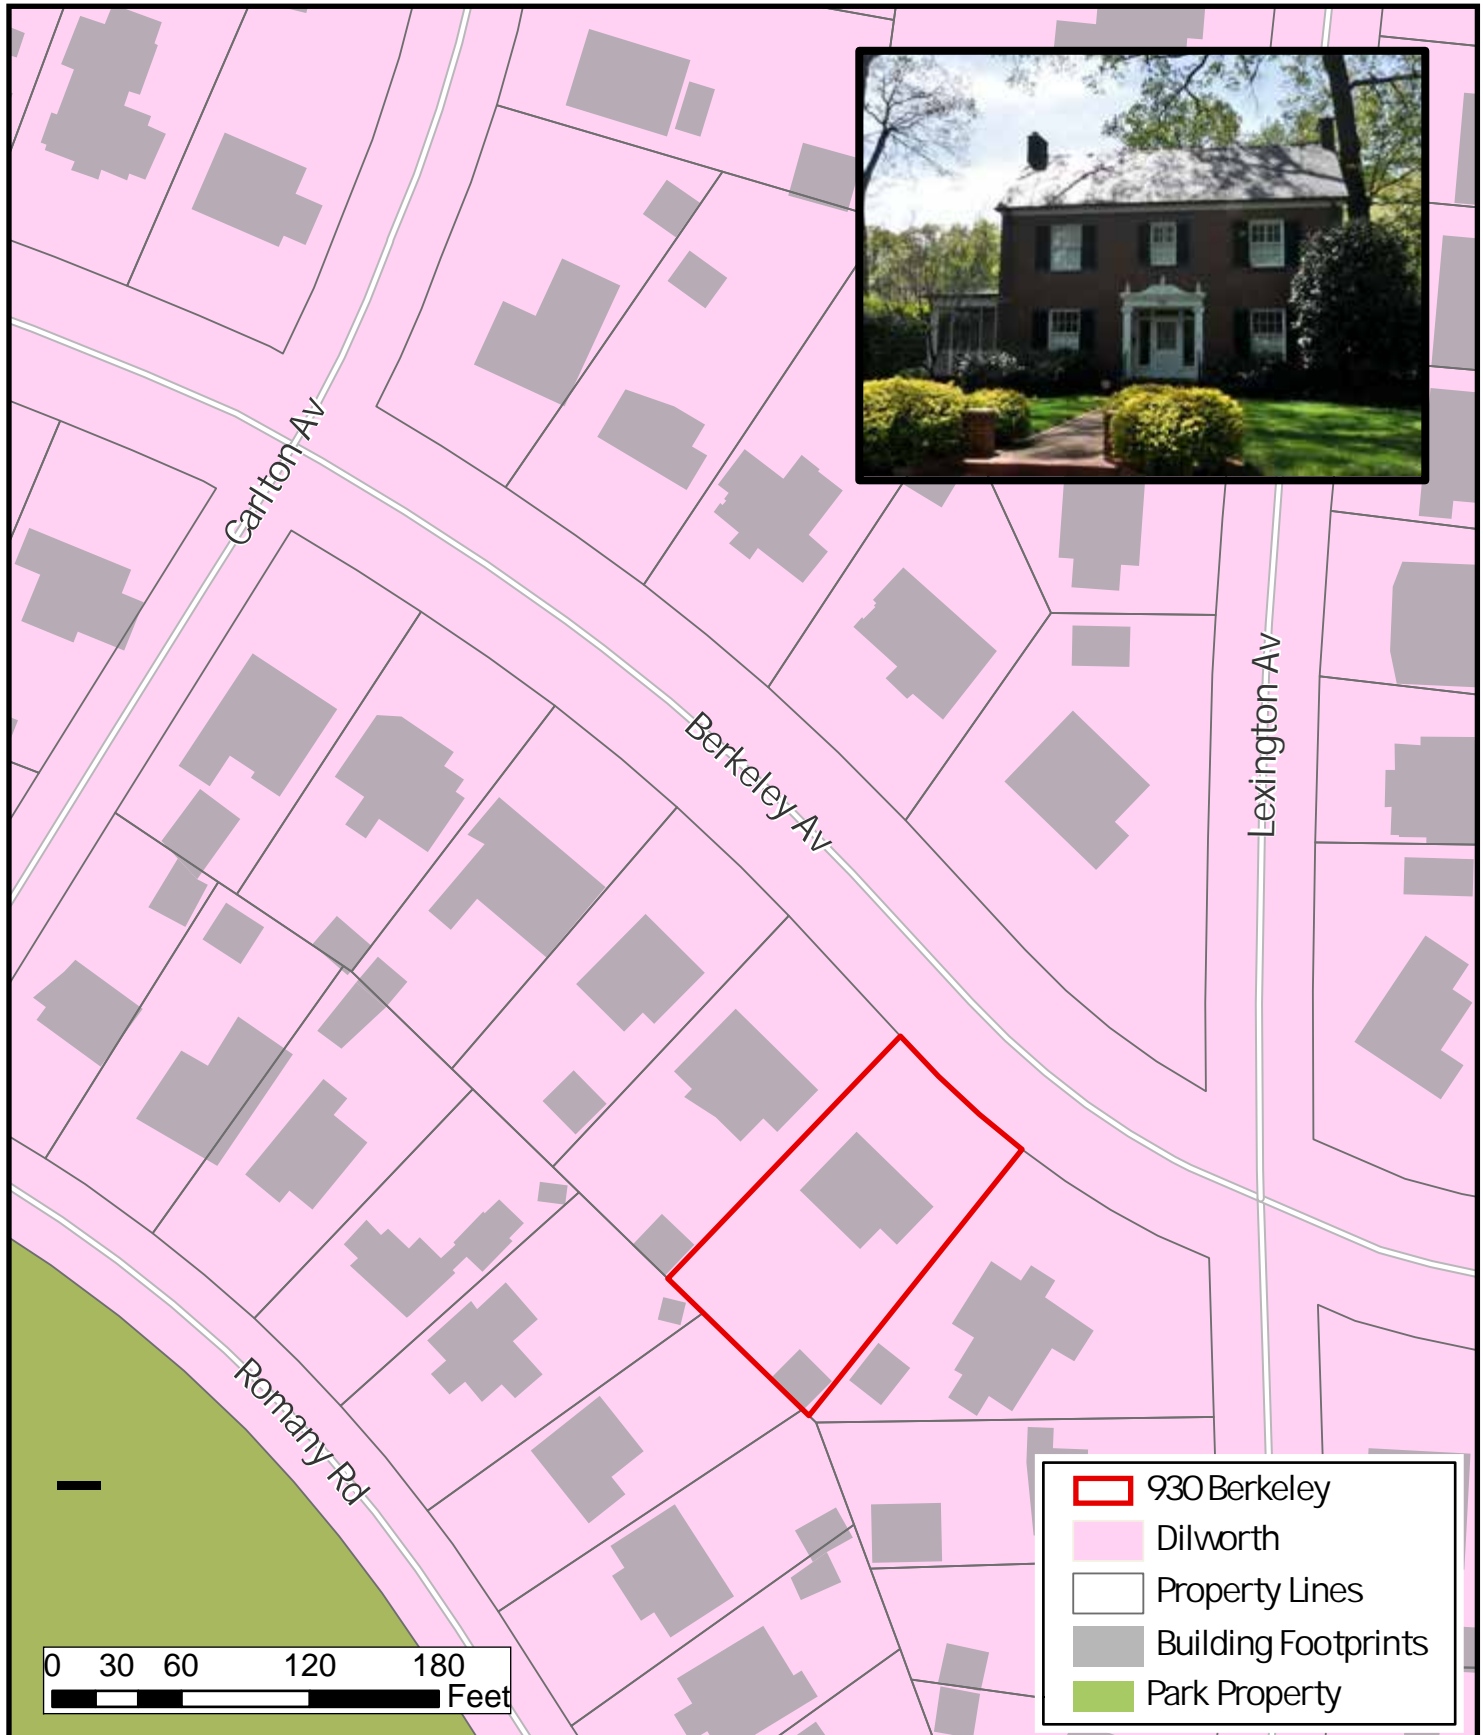 Carlton Av
Berkeley Av
Lexington Av
Romany Rd
930 Berkeley
Dilworth
Property Lines
Building Footprints
Park Property
0 30 60 120 180
Feet